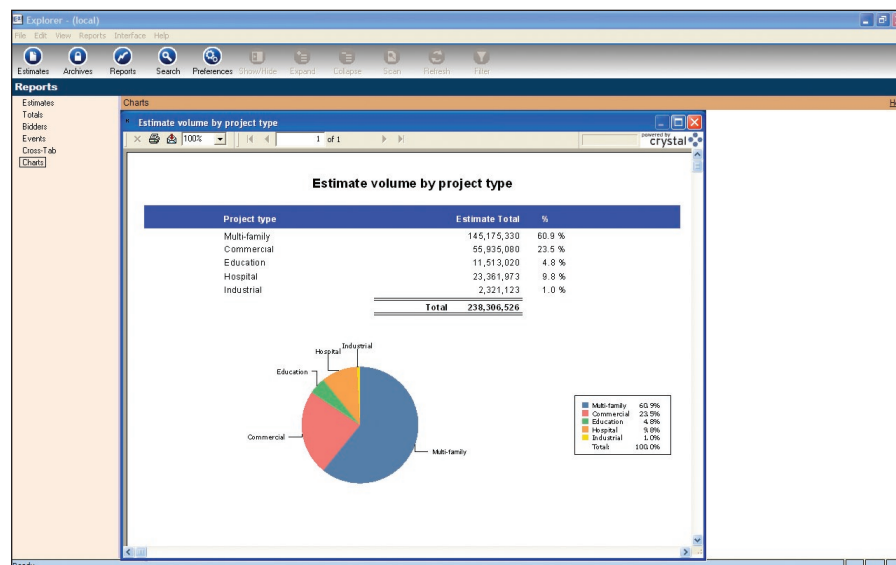 Explorer - (local)
File Edit View Reports Interface Help
Estimates Archives Reports Search Preferences Show/Hide Expand Collapse Scan Refresh Filter
Reports
Estimates
Totals
Bidders
Events
Cross-Tab
Charts
Charts
Estimate volume by project type
100% 1 of 1 powered by crystal
Estimate volume by project type
Project type Estimate Total %
Multi-family 145,175,330 60.9 %
Commercial 55,935,080 23.5 %
Education 11,513,020 4.8 %
Hospital 23,361,973 9.8 %
Industrial 2,321,123 1.0 %
Total 238,306,526
Industrial
Hospital
Education
Commercial
Multi-family
Multi-family 60.9%
Commercial 23.5%
Education 4.8%
Hospital 9.8%
Industrial 1.0%
Total: 100.0%